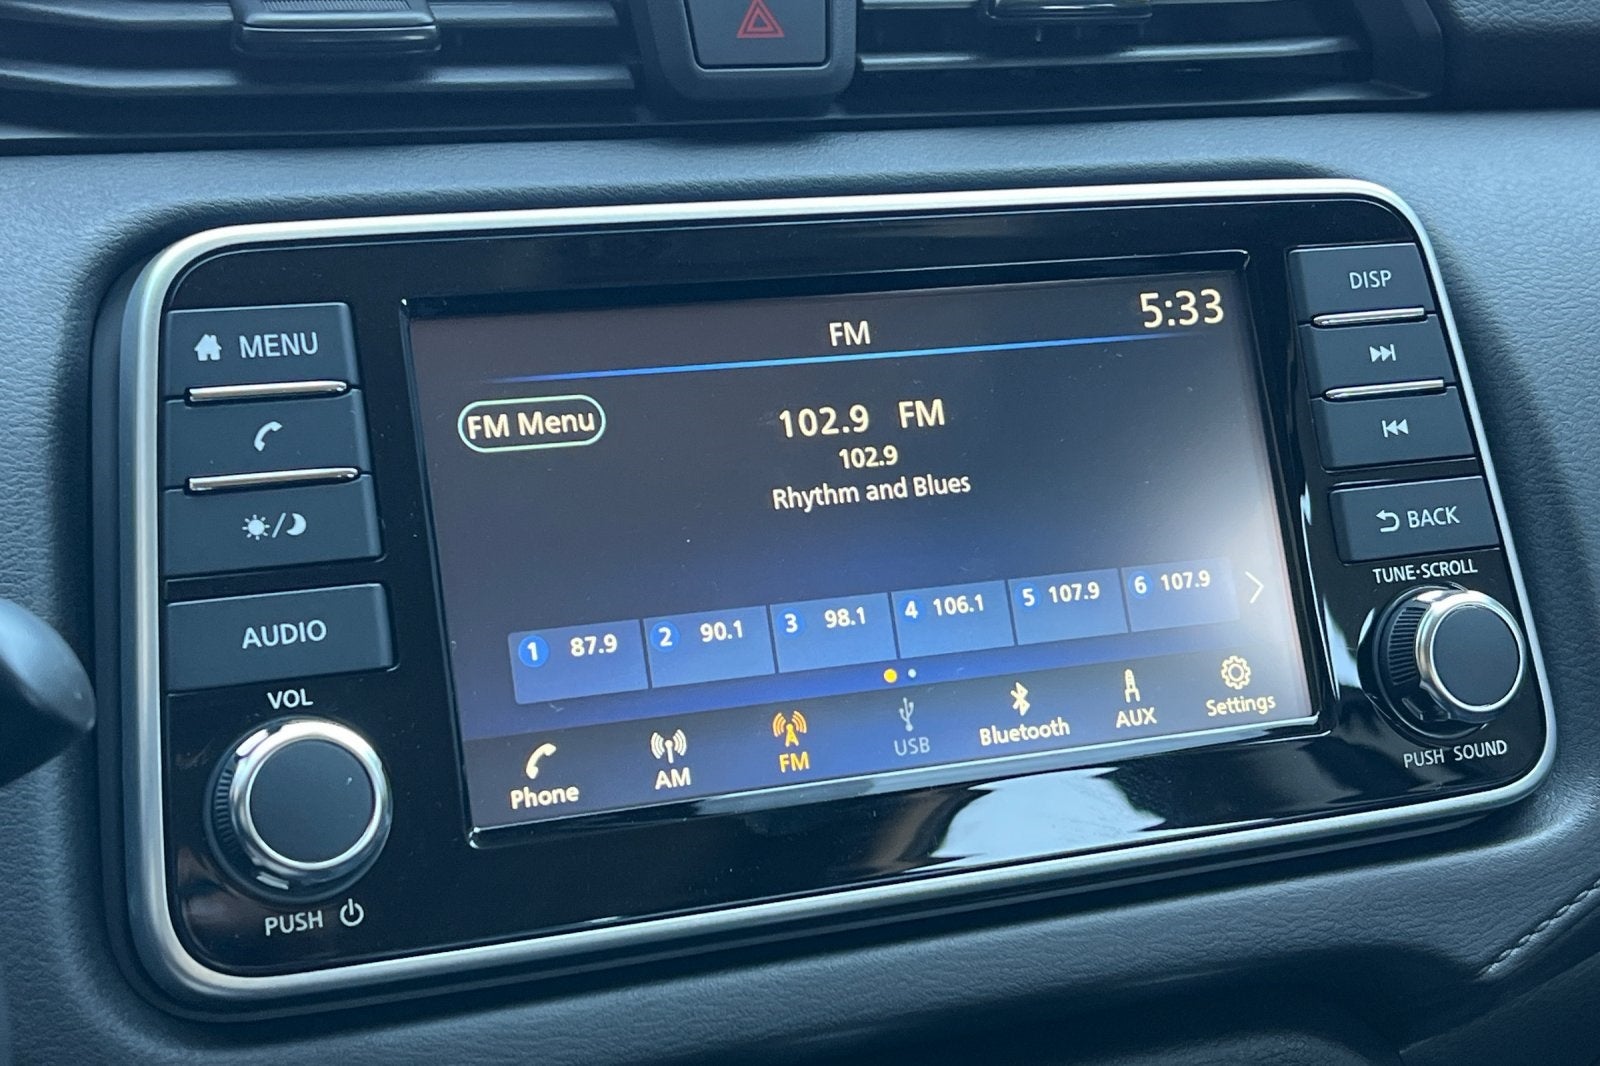 MENU
AUDIO
VOL
PUSH
FM
5:33
FM Menu
102.9 FM
102.9
Rhythm and Blues
1 87.9
2 90.1
3 98.1
4 106.1
5 107.9
6 107.9
Phone
AM
FM
USB
Bluetooth
AUX
Settings
DISP
BACK
TUNE·SCROLL
PUSH SOUND